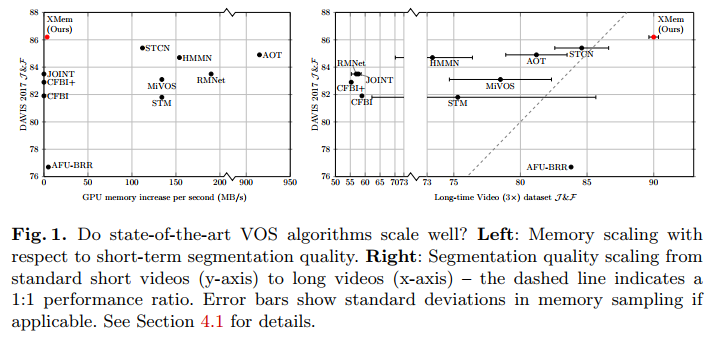 88
86
84
82
80
78
76
DAVIS 2017 J&F
XMem
(Ours)
STCN
HMMN
AOT
JOINT
CFBI+
CFBI
RMNet
MiVOS
STM
AFU-BRR
0 50 100 150 200 900 950
GPU memory increase per second (MB/s)
88
86
84
82
80
78
76
DAVIS 2017 J&F
XMem
(Ours)
STCN
AOT
HMMN
RMNet
JOINT
CFBI+
CFBI
MiVOS
STM
AFU-BRR
50 55 60 65 70 73 73 75 80 85 90
Long-time Video (3×) dataset J&F
Fig. 1. Do state-of-the-art VOS algorithms scale well? Left: Memory scaling with
respect to short-term segmentation quality. Right: Segmentation quality scaling from
standard short videos (y-axis) to long videos (x-axis) – the dashed line indicates a
1:1 performance ratio. Error bars show standard deviations in memory sampling if
applicable. See Section 4.1 for details.